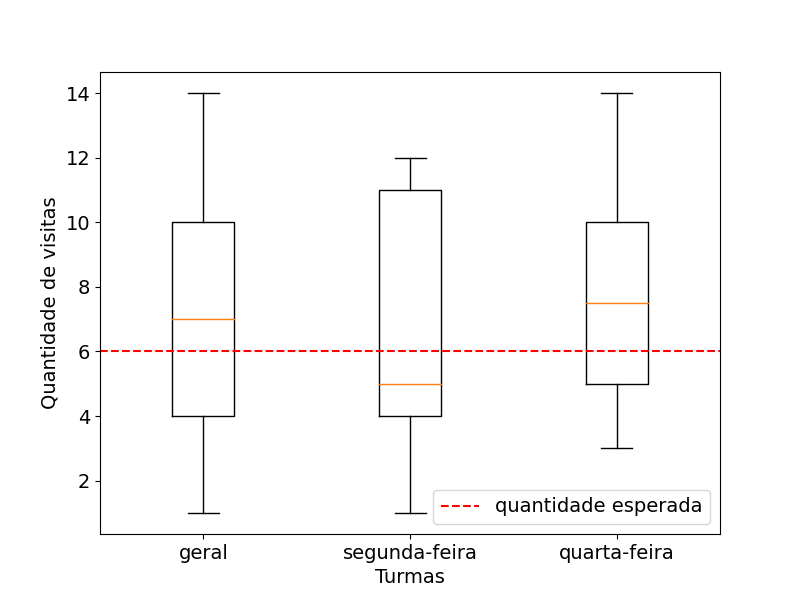 Quantidade de visitas
14
12
10
8
6
4
2
quantidade esperada
geral
segunda-feira
quarta-feira
Turmas